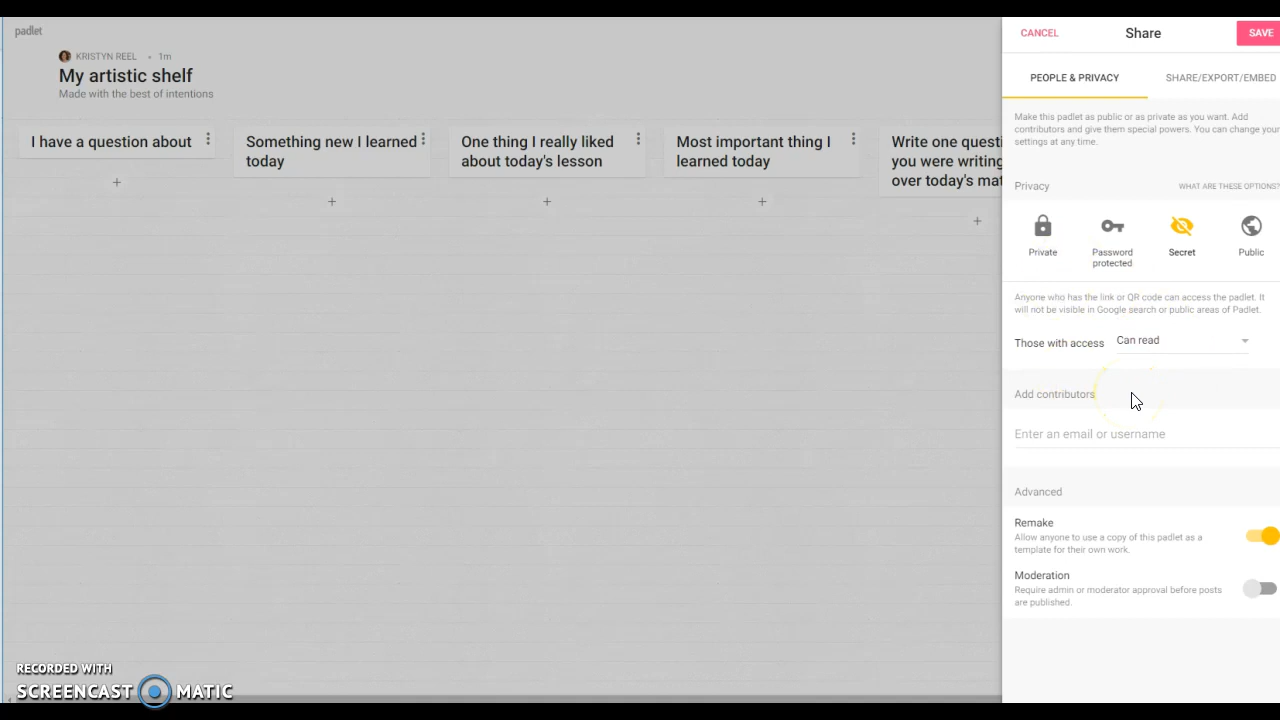 padlet
KRISTYN REEL • 1m
My artistic shelf
Made with the best of intentions
I have a question about
Something new I learned
today
One thing I really liked
about today's lesson
Most important thing I
learned today
Write one questi
you were writing
over today's mat
CANCEL
Share
SAVE
PEOPLE & PRIVACY
SHARE/EXPORT/EMBED
Make this padlet as public or as private as you want. Add
contributors and give them special powers. You can change your
settings at any time.
Privacy
WHAT ARE THESE OPTIONS?
Private
Password
protected
Secret
Public
Anyone who has the link or QR code can access the padlet. It
will not be visible in Google search or public areas of Padlet.
Those with access
Can read
Add contributors
Enter an email or username
Advanced
Remake
Allow anyone to use a copy of this padlet as a
template for their own work.
Moderation
Require admin or moderator approval before posts
are published.
RECORDED WITH
SCREENCAST MATIC